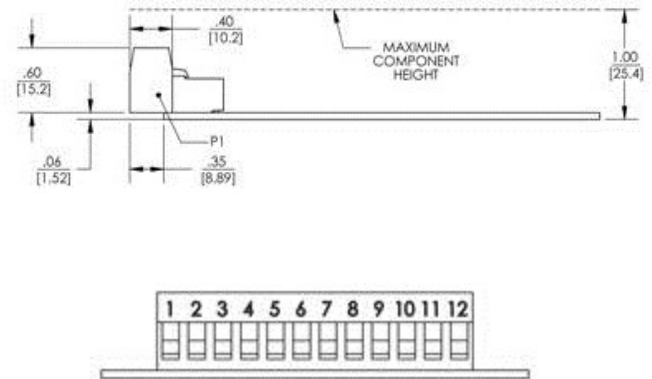 .40
[10.2]
MAXIMUM
COMPONENT
HEIGHT
1.00
[25.4]
.60
[15.2]
P1
.06
[1.52]
.35
[8.89]
1 2 3 4 5 6 7 8 9 10 11 12